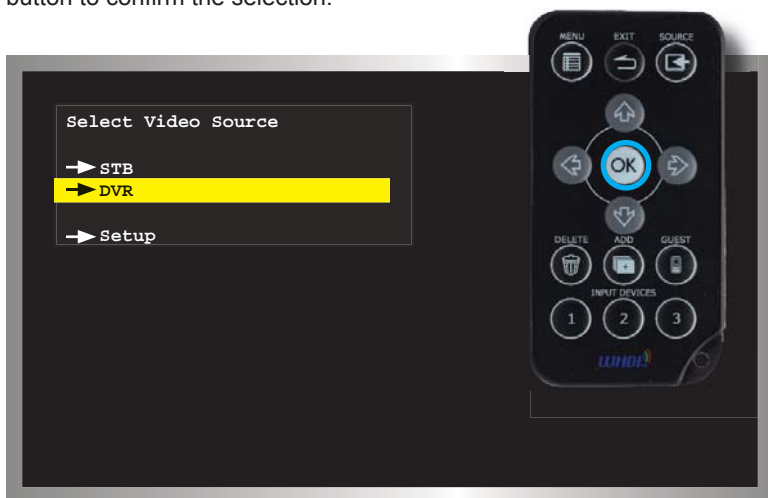 button to confirm the selection.
MENU EXIT SOURCE
Select Video Source
STB
DVR
Setup
OK
DELETE ADD GUEST
INPUT DEVICES
1 2 3
WHDI